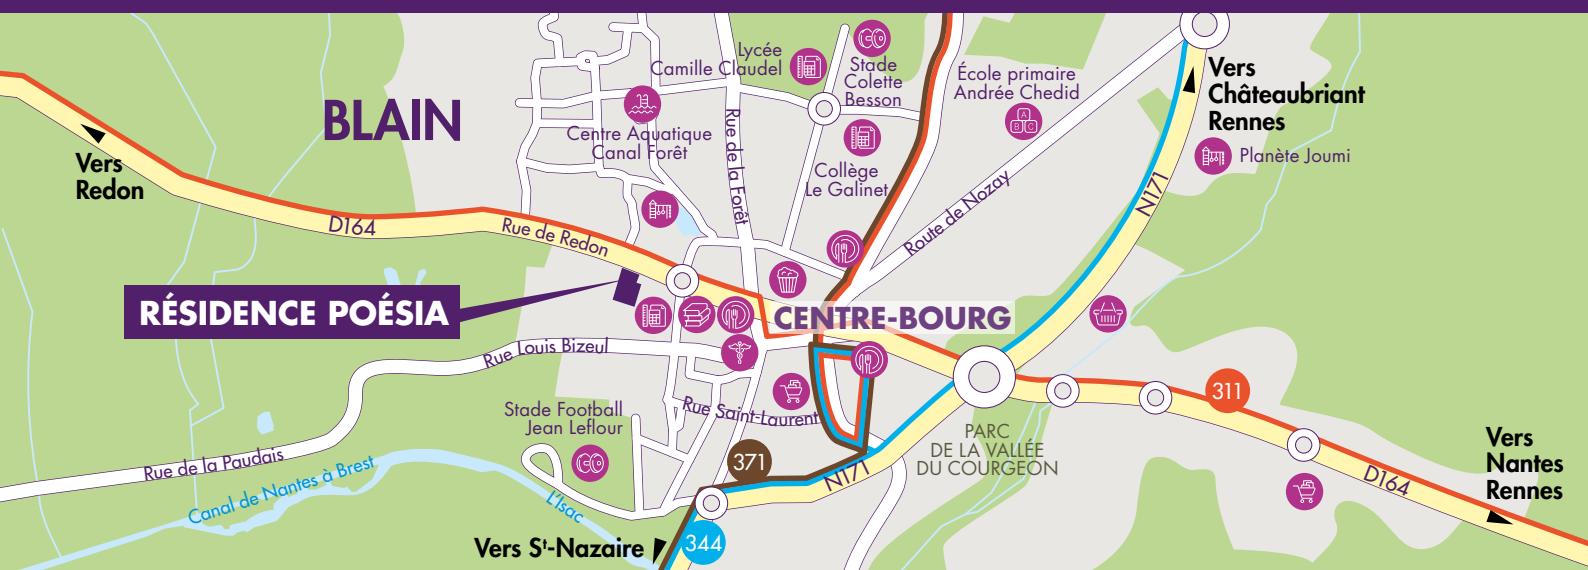 BLAIN
Vers
Redon
D164
Rue de Redon
RÉSIDENCE POÉSIA
Lycée
Camille Claudel
Stade
Colette
Besson
École primaire
Andrée Chedid
Vers
Châteaubriant
Rennes
Planète Joumi
Centre Aquatique
Canal Forêt
Rue de la Forêt
Collège
Le Galinet
Route de Nozay
N171
A
B C
CENTRE-BOURG
Rue Louis Bizeul
Rue Saint-Laurent
Stade Football
Jean Leflour
Rue de la Paudais
Canal de Nantes à Brest
L'Isac
371
N171
344
Vers St-Nazaire
PARC
DE LA VALLÉE
DU COURGEON
311
D164
Vers
Nantes
Rennes